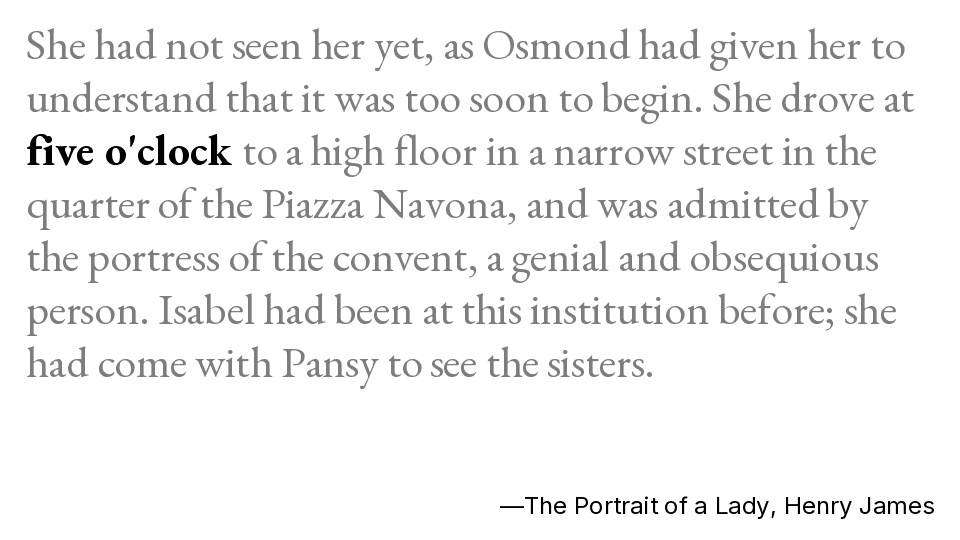 She had not seen her yet, as Osmond had given her to
understand that it was too soon to begin. She drove at
five o'clock to a high floor in a narrow street in the
quarter of the Piazza Navona, and was admitted by
the portress of the convent, a genial and obsequious
person. Isabel had been at this institution before; she
had come with Pansy to see the sisters.
—The Portrait of a Lady, Henry James